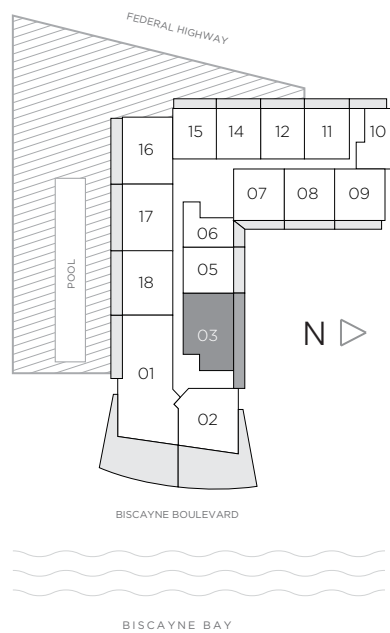 FEDERAL HIGHWAY
15 14 12 11 10
16
07 08 09
17
06
05
POOL
18
03
N
01
02
BISCAYNE BOULEVARD
BISCAYNE BAY